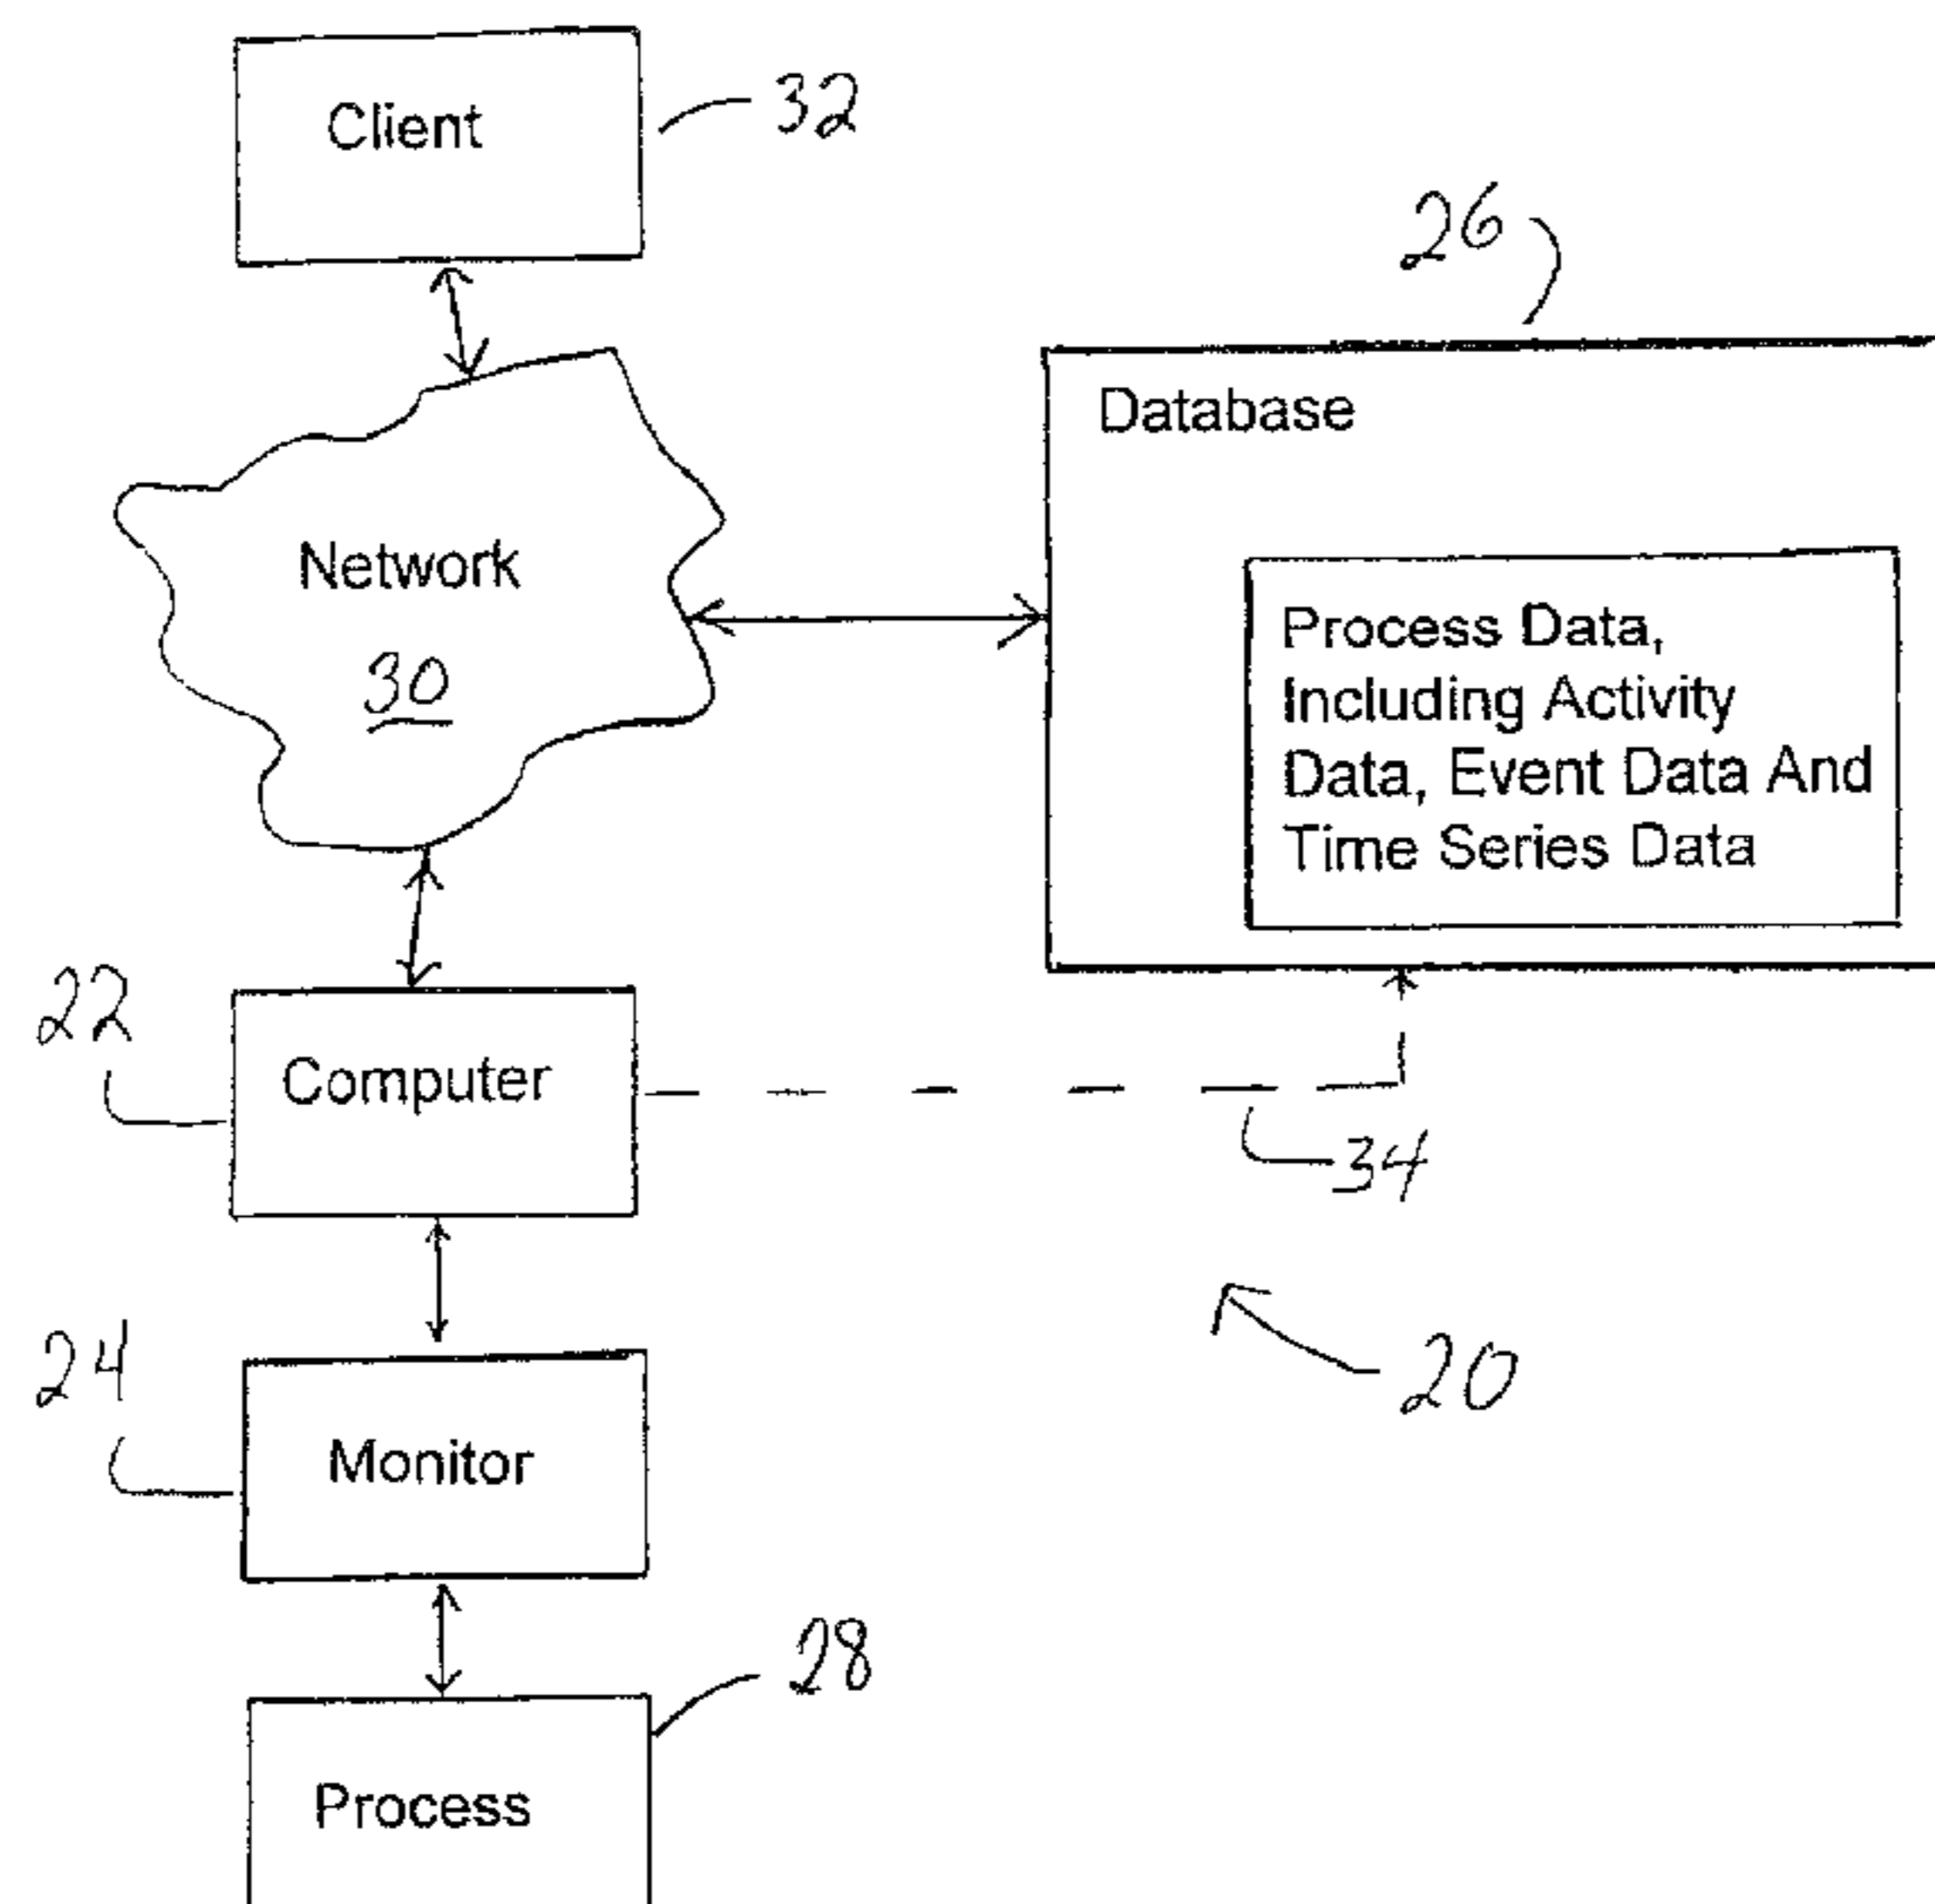 Client
32
26
Database
Network
30
Process Data,
Including Activity
Data, Event Data And
Time Series Data
22
Computer
34
20
24
Monitor
28
Process